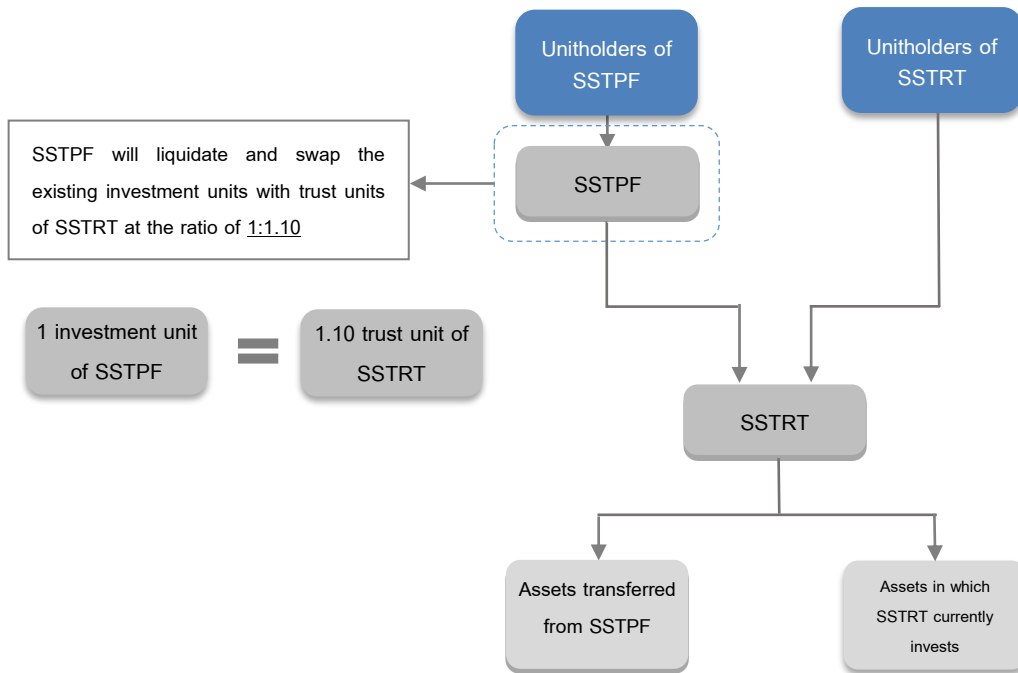 Unitholders of
SSTPF
Unitholders of
SSTRT
SSTPF will liquidate and swap the
existing investment units with trust units
of SSTRT at the ratio of 1:1.10
SSTPF
1 investment unit
of SSTPF
=
1.10 trust unit of
SSTRT
SSTRT
Assets transferred
from SSTPF
Assets in which
SSTRT currently
invests